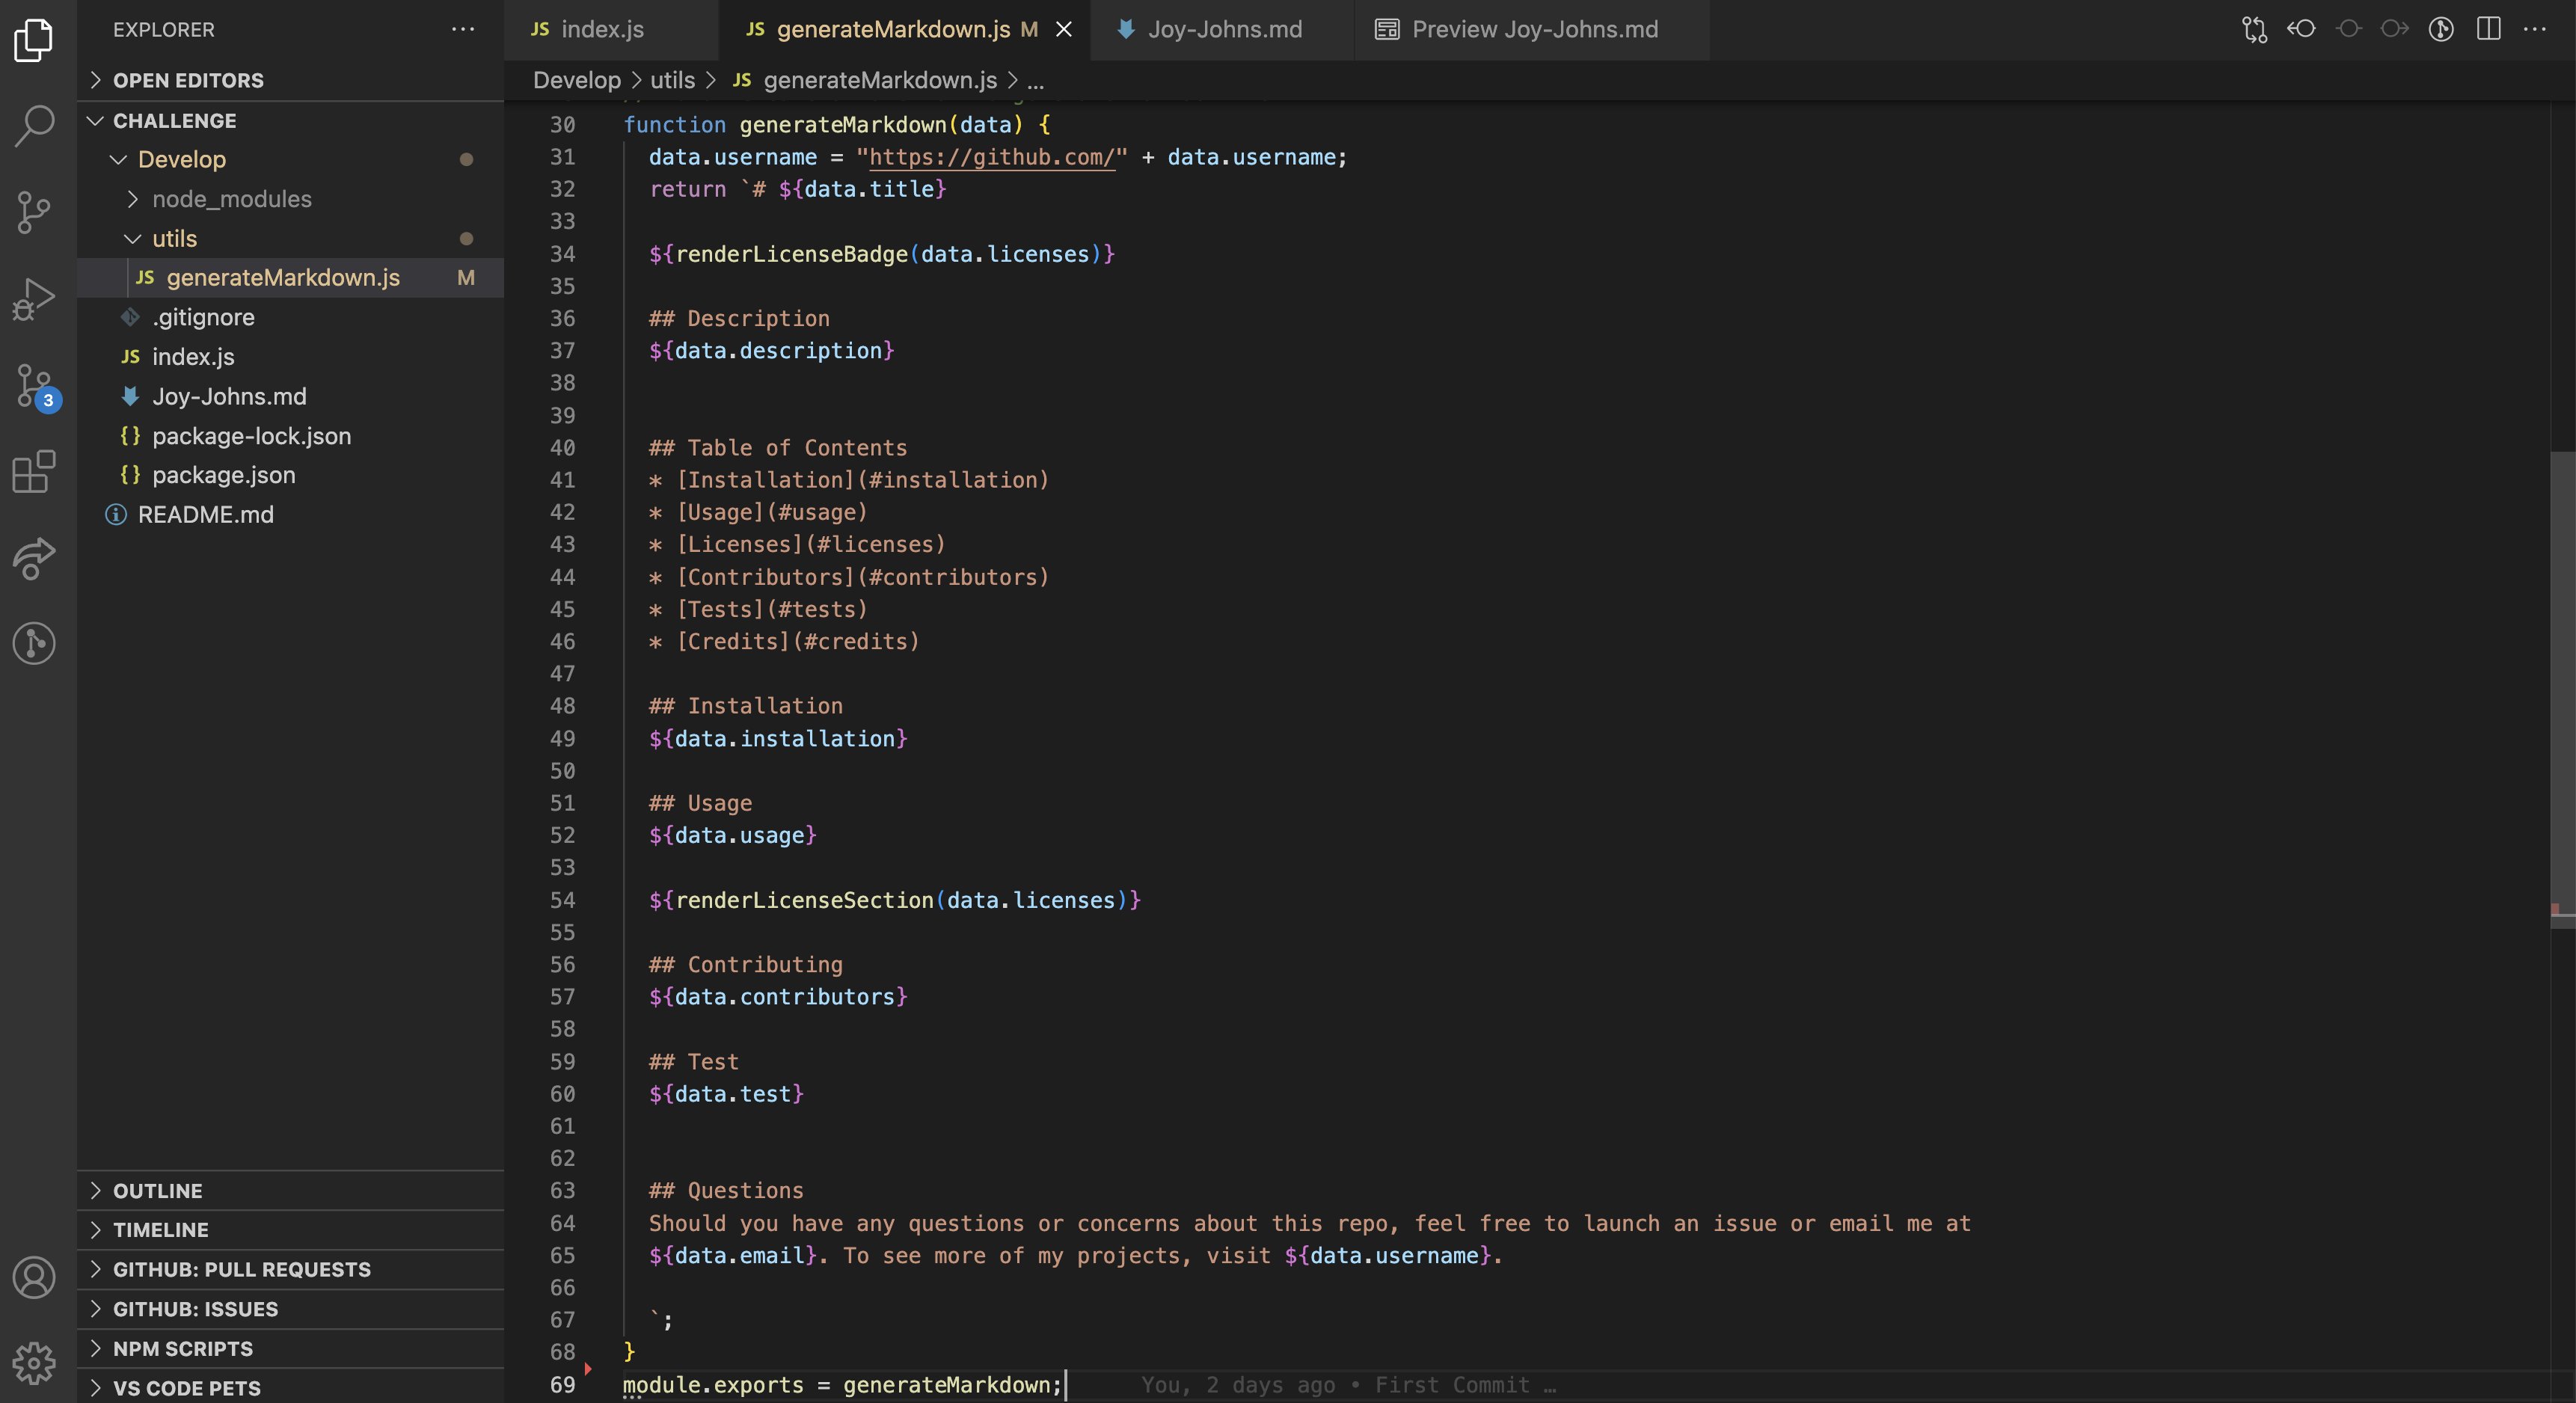 EXPLORER
OPEN EDITORS
CHALLENGE
Develop
node_modules
utils
JS generateMarkdown.js M
.gitignore
JS index.js
Joy-Johns.md
{} package-lock.json
{} package.json
README.md
3
OUTLINE
TIMELINE
GITHUB: PULL REQUESTS
GITHUB: ISSUES
NPM SCRIPTS
VS CODE PETS
JS index.js
JS generateMarkdown.js M
Joy-Johns.md
Preview Joy-Johns.md
Develop > utils > JS generateMarkdown.js > ...
30 function generateMarkdown(data) {
31 data.username = "https://github.com/" + data.username;
32 return `# ${data.title}
33
34 ${renderLicenseBadge(data.licenses)}
35
36 ## Description
37 ${data.description}
38
39
40 ## Table of Contents
41 * [Installation](#installation)
42 * [Usage](#usage)
43 * [Licenses](#licenses)
44 * [Contributors](#contributors)
45 * [Tests](#tests)
46 * [Credits](#credits)
47
48 ## Installation
49 ${data.installation}
50
51 ## Usage
52 ${data.usage}
53
54 ${renderLicenseSection(data.licenses)}
55
56 ## Contributing
57 ${data.contributors}
58
59 ## Test
60 ${data.test}
61
62
63 ## Questions
64 Should you have any questions or concerns about this repo, feel free to launch an issue or email me at
65 ${data.email}. To see more of my projects, visit ${data.username}.
66
67 `;
68 }
69 module.exports = generateMarkdown; You, 2 days ago • First Commit …